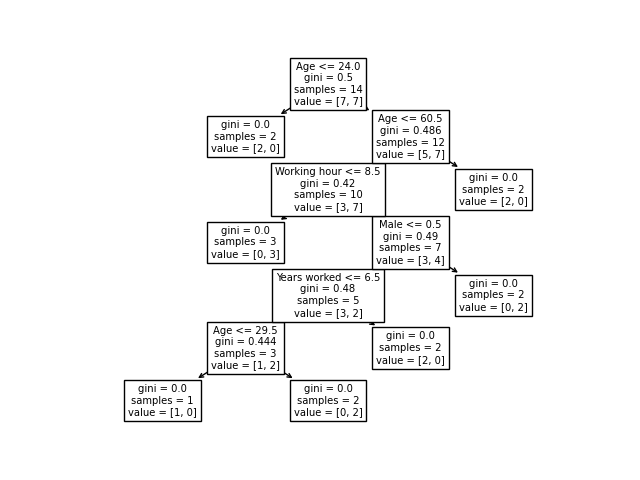 Age <= 24.0
gini = 0.5
samples = 14
value = [7, 7]
gini = 0.0
samples = 2
value = [2, 0]
Age <= 60.5
gini = 0.486
samples = 12
value = [5, 7]
Working hour <= 8.5
gini = 0.42
samples = 10
value = [3, 7]
gini = 0.0
samples = 2
value = [2, 0]
gini = 0.0
samples = 3
value = [0, 3]
Male <= 0.5
gini = 0.49
samples = 7
value = [3, 4]
Years worked <= 6.5
gini = 0.48
samples = 5
value = [3, 2]
gini = 0.0
samples = 2
value = [0, 2]
Age <= 29.5
gini = 0.444
samples = 3
value = [1, 2]
gini = 0.0
samples = 2
value = [2, 0]
gini = 0.0
samples = 1
value = [1, 0]
gini = 0.0
samples = 2
value = [0, 2]